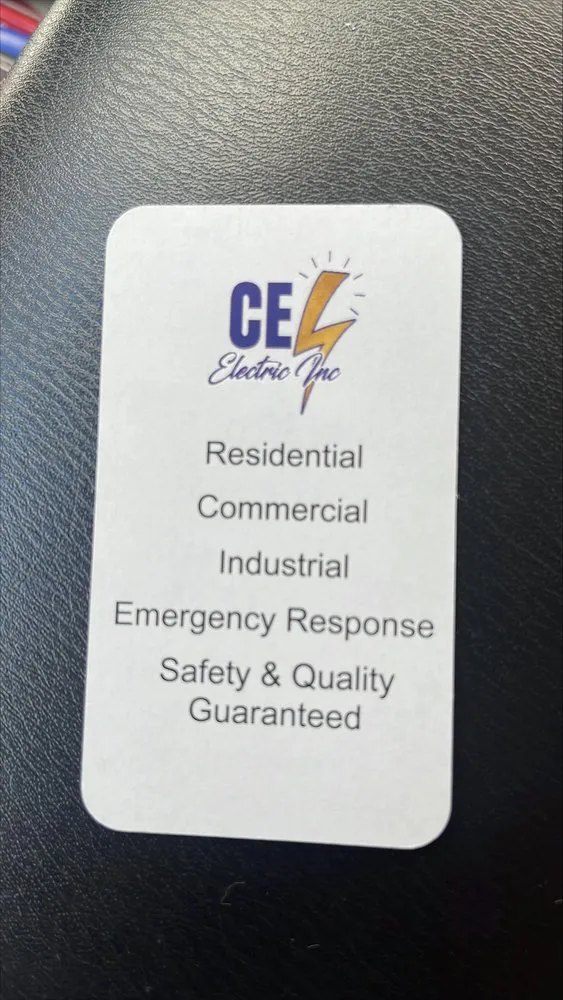 CE
Electric Inc
Residential
Commercial
Industrial
Emergency Response
Safety & Quality
Guaranteed